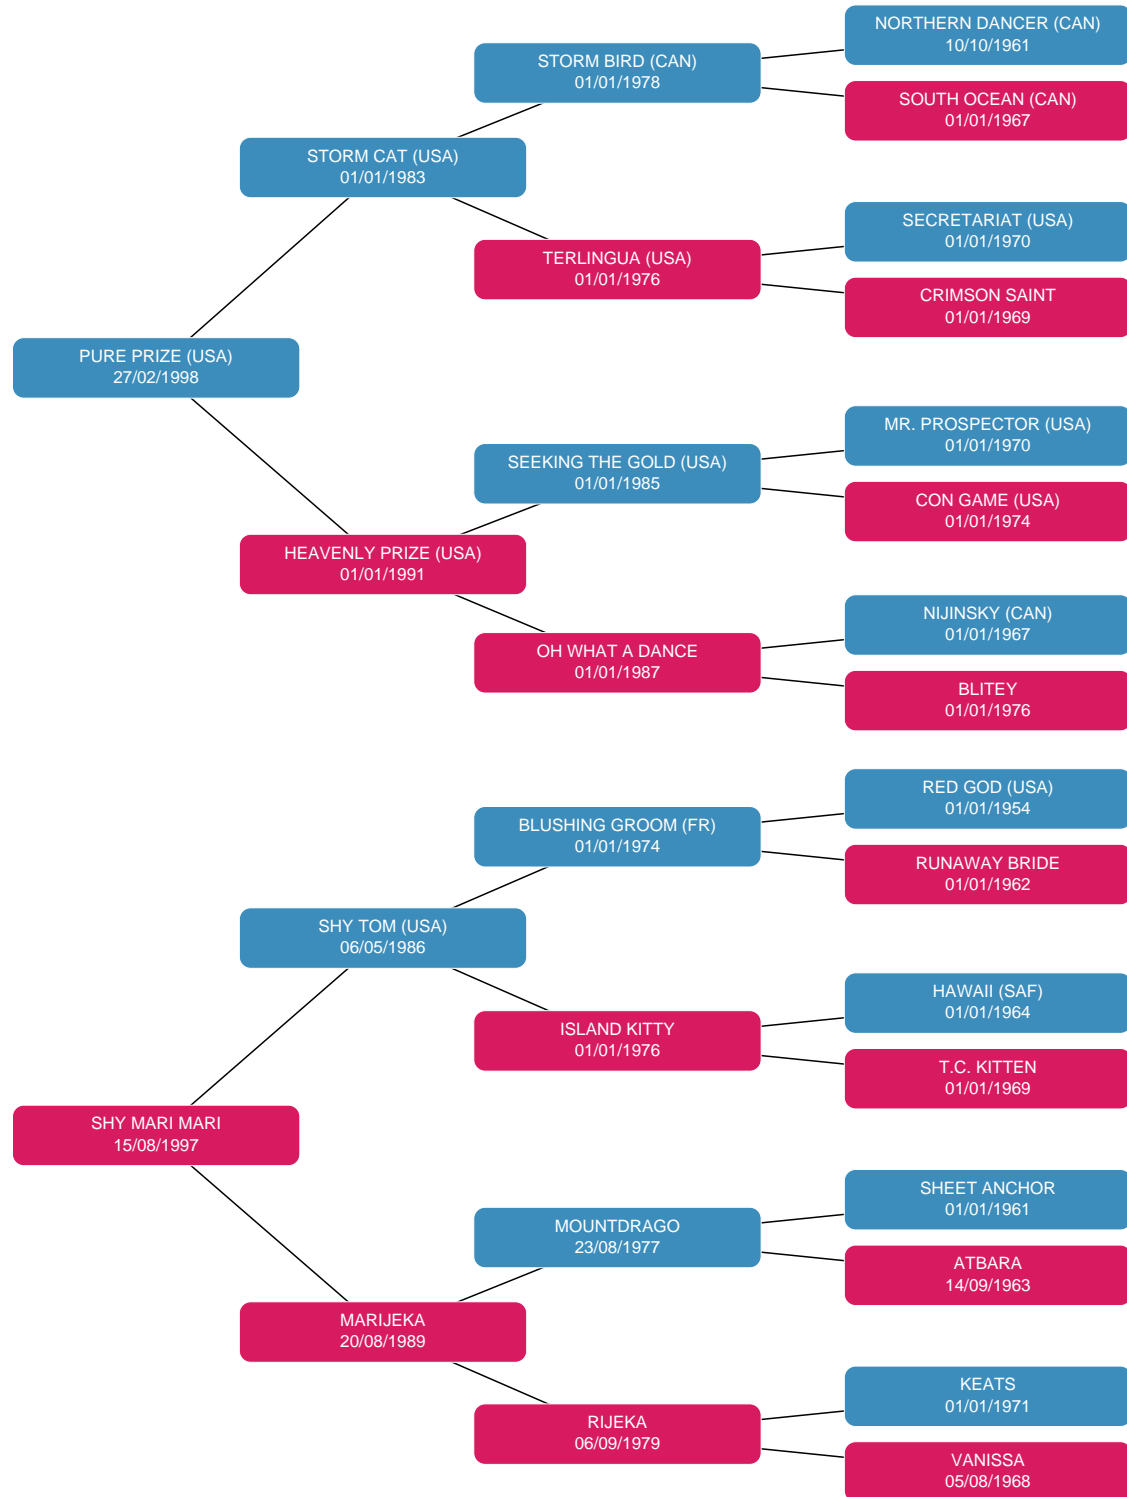 NORTHERN DANCER (CAN)
10/10/1961
STORM BIRD (CAN)
01/01/1978
SOUTH OCEAN (CAN)
01/01/1967
STORM CAT (USA)
01/01/1983
SECRETARIAT (USA)
01/01/1970
TERLINGUA (USA)
01/01/1976
CRIMSON SAINT
01/01/1969
PURE PRIZE (USA)
27/02/1998
MR. PROSPECTOR (USA)
01/01/1970
SEEKING THE GOLD (USA)
01/01/1985
CON GAME (USA)
01/01/1974
HEAVENLY PRIZE (USA)
01/01/1991
NIJINSKY (CAN)
01/01/1967
OH WHAT A DANCE
01/01/1987
BLITEY
01/01/1976
RED GOD (USA)
01/01/1954
BLUSHING GROOM (FR)
01/01/1974
RUNAWAY BRIDE
01/01/1962
SHY TOM (USA)
06/05/1986
HAWAII (SAF)
01/01/1964
ISLAND KITTY
01/01/1976
T.C. KITTEN
01/01/1969
SHY MARI MARI
15/08/1997
SHEET ANCHOR
01/01/1961
MOUNTDRAGO
23/08/1977
ATBARA
14/09/1963
MARIJEKA
20/08/1989
KEATS
01/01/1971
RIJEKA
06/09/1979
VANISSA
05/08/1968